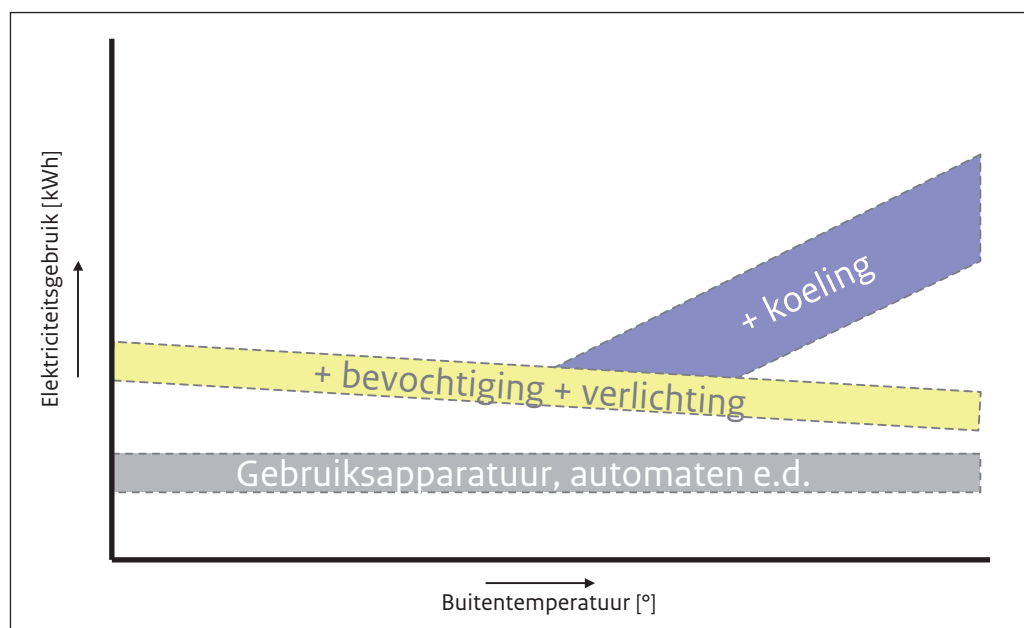 Elektriciteitsgebruik [kWh]
+ koeling
+ bevochtiging + verlichting
Gebruiksapparatuur, automaten e.d.
Buitentemperatuur [°]